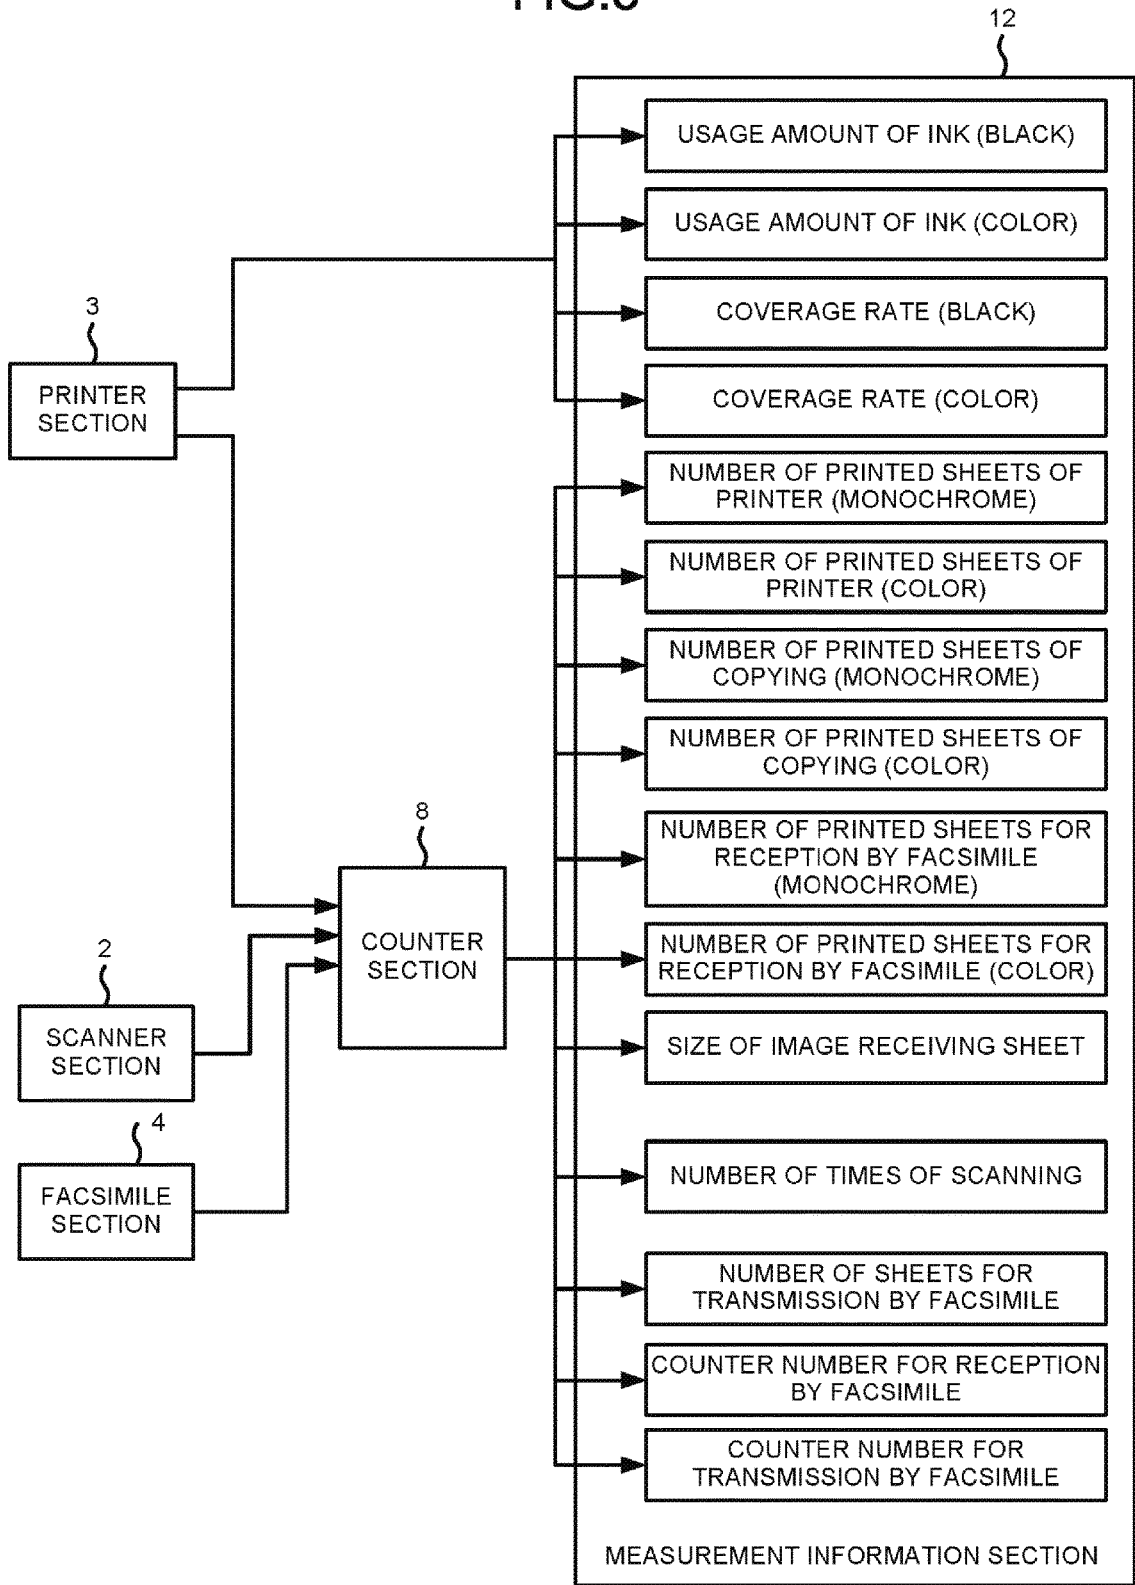 12
USAGE AMOUNT OF INK (BLACK)
USAGE AMOUNT OF INK (COLOR)
COVERAGE RATE (BLACK)
COVERAGE RATE (COLOR)
3
PRINTER
SECTION
NUMBER OF PRINTED SHEETS OF
PRINTER (MONOCHROME)
NUMBER OF PRINTED SHEETS OF
PRINTER (COLOR)
NUMBER OF PRINTED SHEETS OF
COPYING (MONOCHROME)
NUMBER OF PRINTED SHEETS OF
COPYING (COLOR)
8
COUNTER
SECTION
NUMBER OF PRINTED SHEETS FOR
RECEPTION BY FACSIMILE
(MONOCHROME)
NUMBER OF PRINTED SHEETS FOR
RECEPTION BY FACSIMILE (COLOR)
2
SCANNER
SECTION
SIZE OF IMAGE RECEIVING SHEET
4
FACSIMILE
SECTION
NUMBER OF TIMES OF SCANNING
NUMBER OF SHEETS FOR
TRANSMISSION BY FACSIMILE
COUNTER NUMBER FOR RECEPTION
BY FACSIMILE
COUNTER NUMBER FOR
TRANSMISSION BY FACSIMILE
MEASUREMENT INFORMATION SECTION